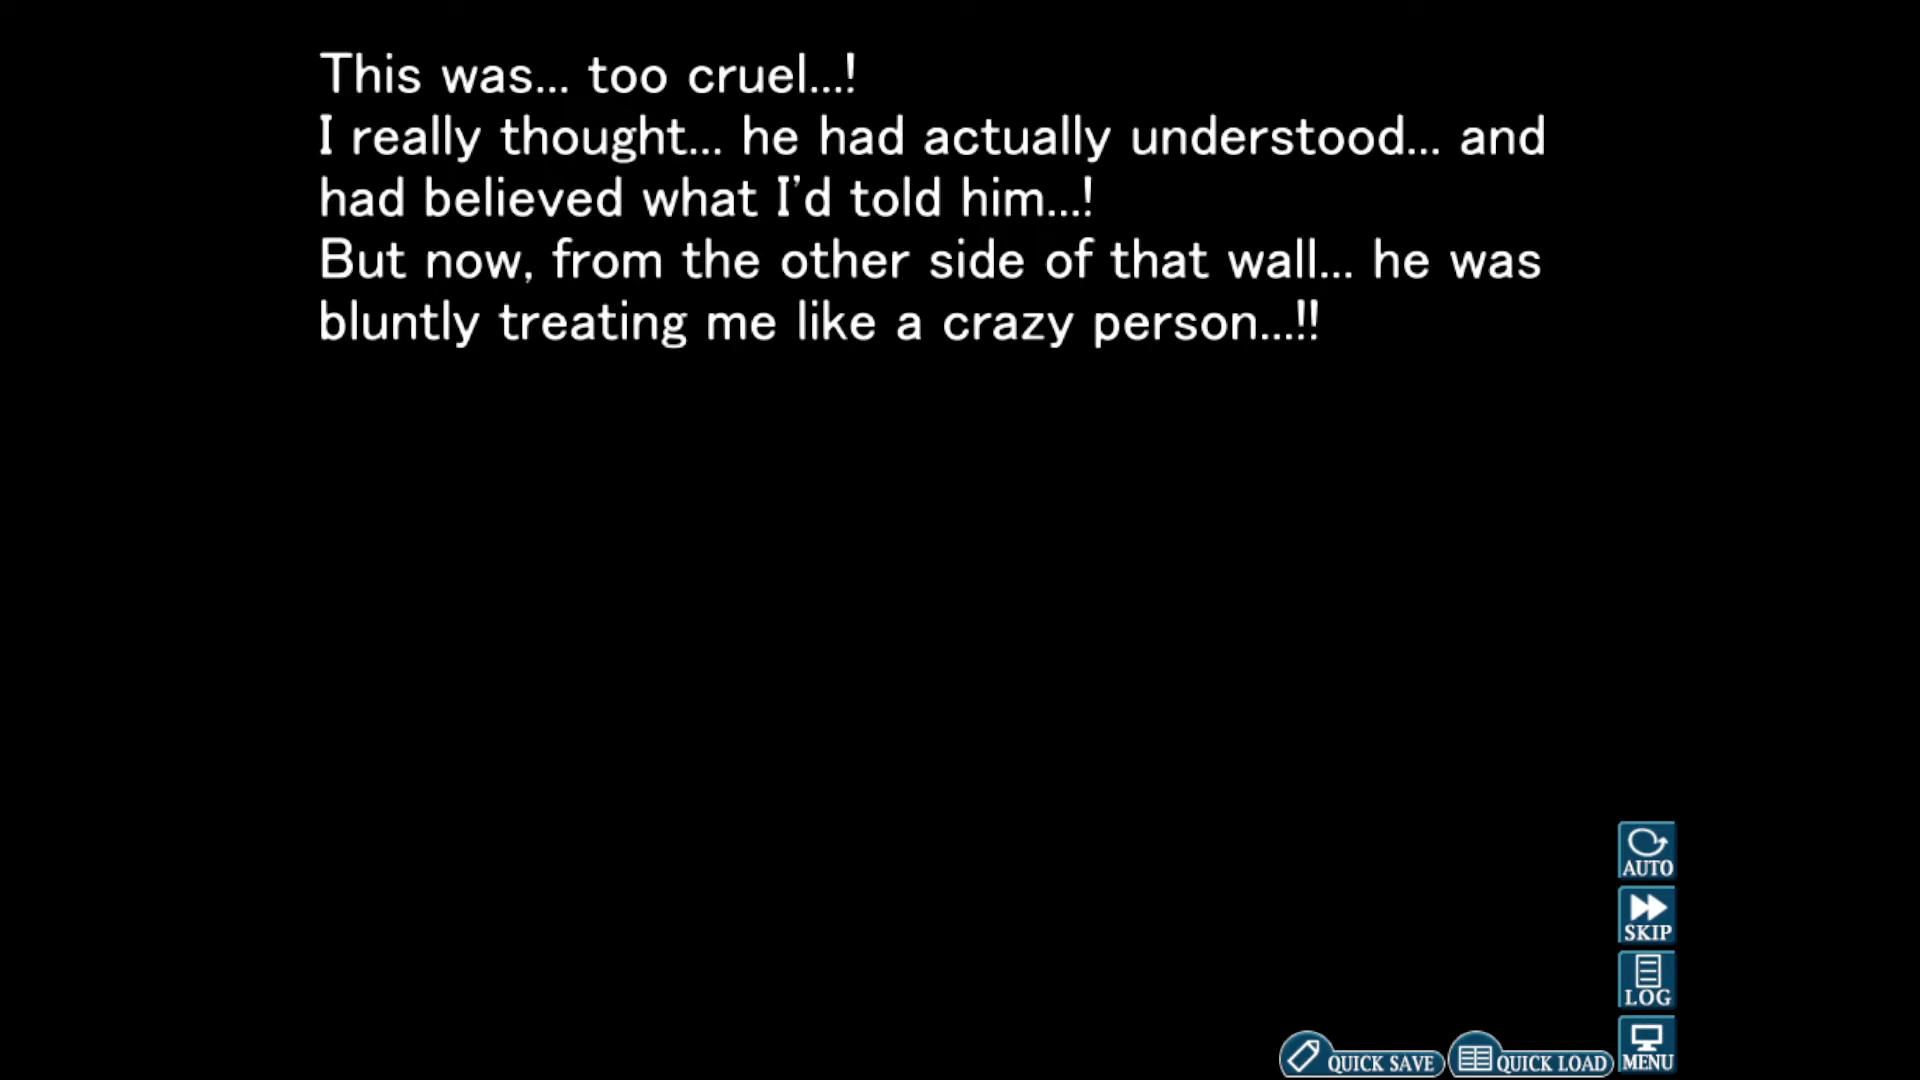 This was... too cruel...!
I really thought... he had actually understood... and
had believed what I'd told him...!
But now, from the other side of that wall... he was
bluntly treating me like a crazy person...!!
AUTO
SKIP
LOG
MENU
QUICK SAVE
QUICK LOAD